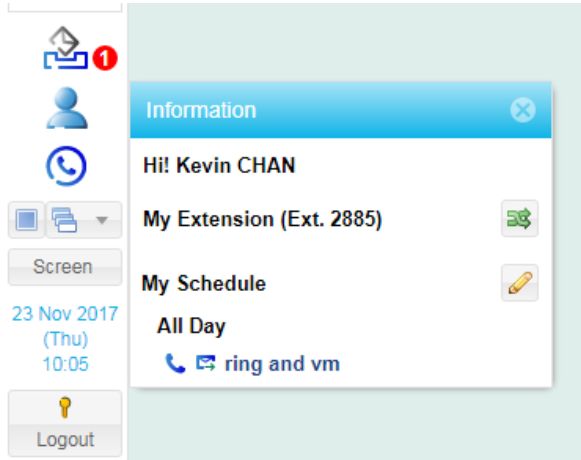 1
Screen
23 Nov 2017
(Thu)
10:05
Logout
Information
Hi! Kevin CHAN
My Extension (Ext. 2885)
My Schedule
All Day
ring and vm